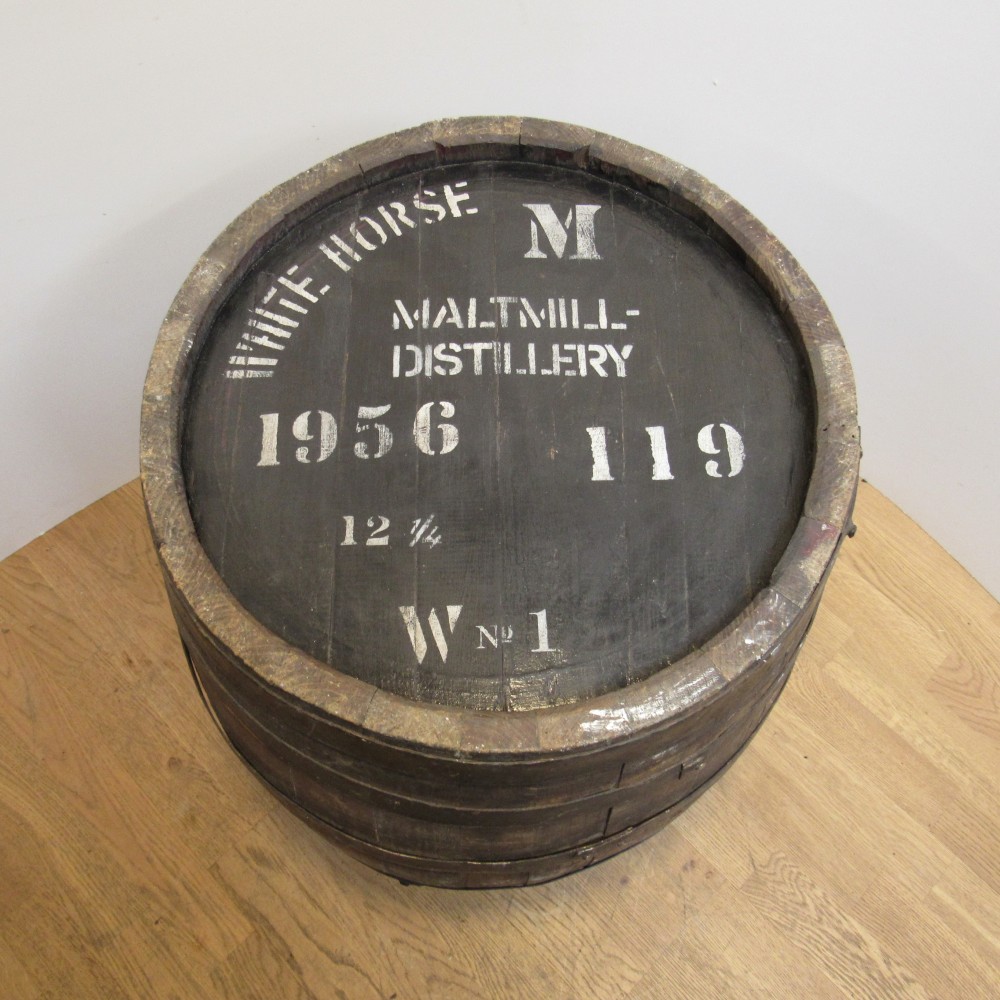 WHITE HORSE
M
MALTMILL-
DISTILLERY
1956 119
12 ¼
W Nº 1